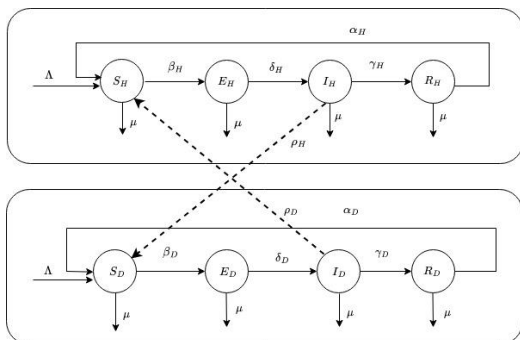 α_H
Λ S_H β_H E_H δ_H I_H γ_H R_H
μ μ μ μ
ρ_H
ρ_D α_D
Λ S_D β_D E_D δ_D I_D γ_D R_D
μ μ μ μ